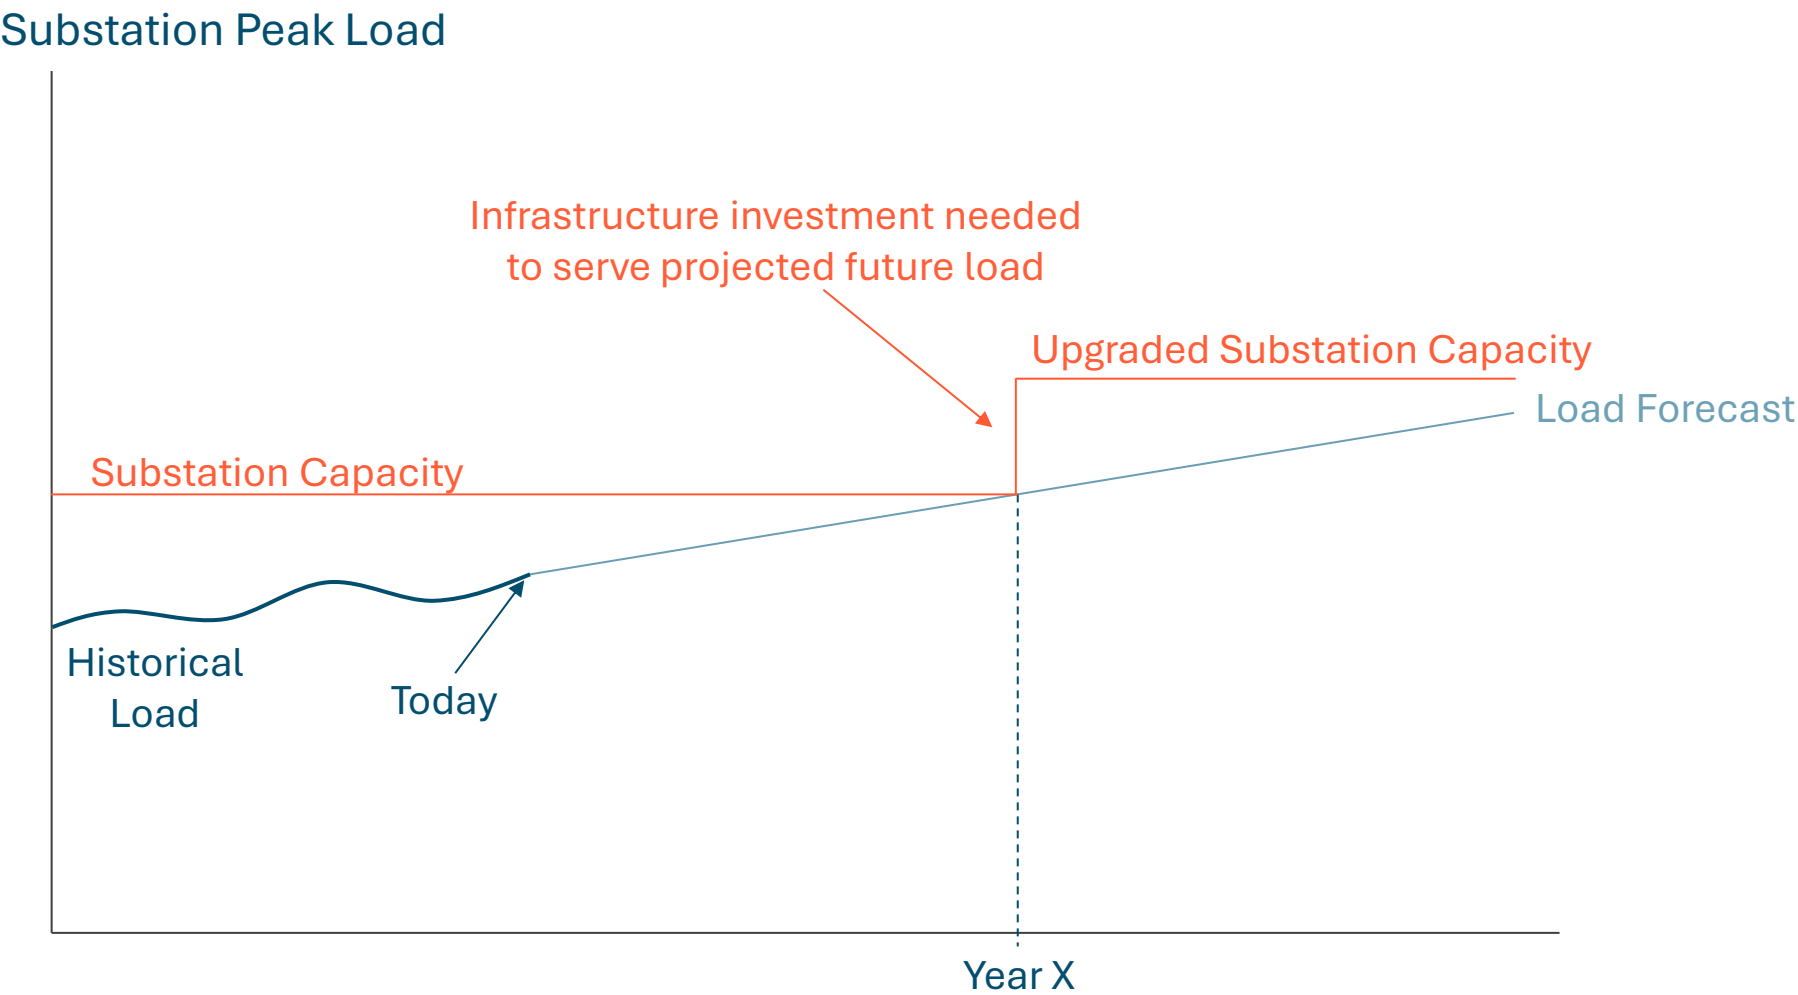 Substation Peak Load
Infrastructure investment needed
to serve projected future load
Upgraded Substation Capacity
Load Forecast
Substation Capacity
Historical
Load
Today
Year X